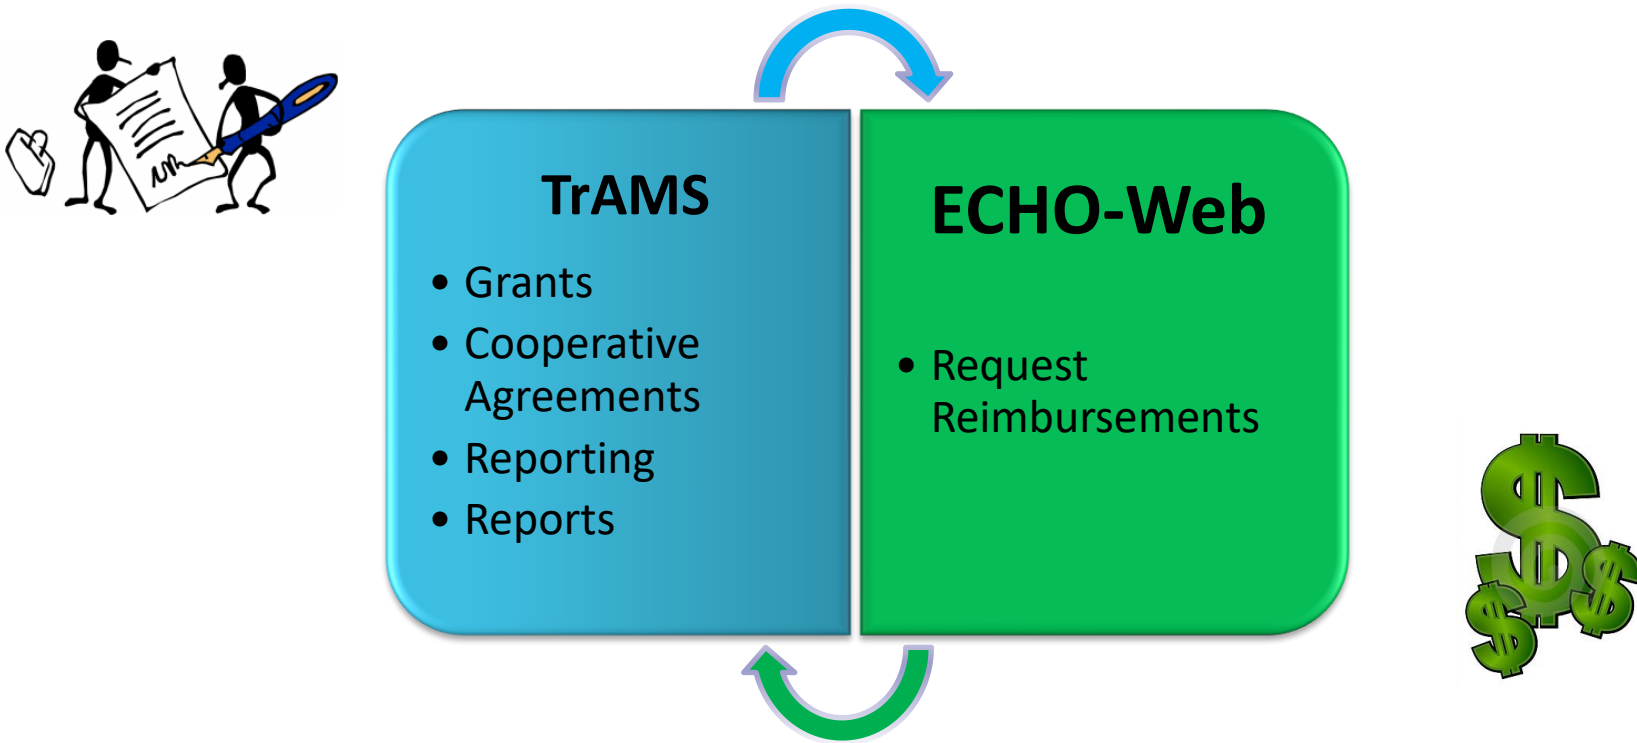 TrAMS
• Grants
• Cooperative
Agreements
• Reporting
• Reports
ECHO-Web
• Request
Reimbursements
$
$
$